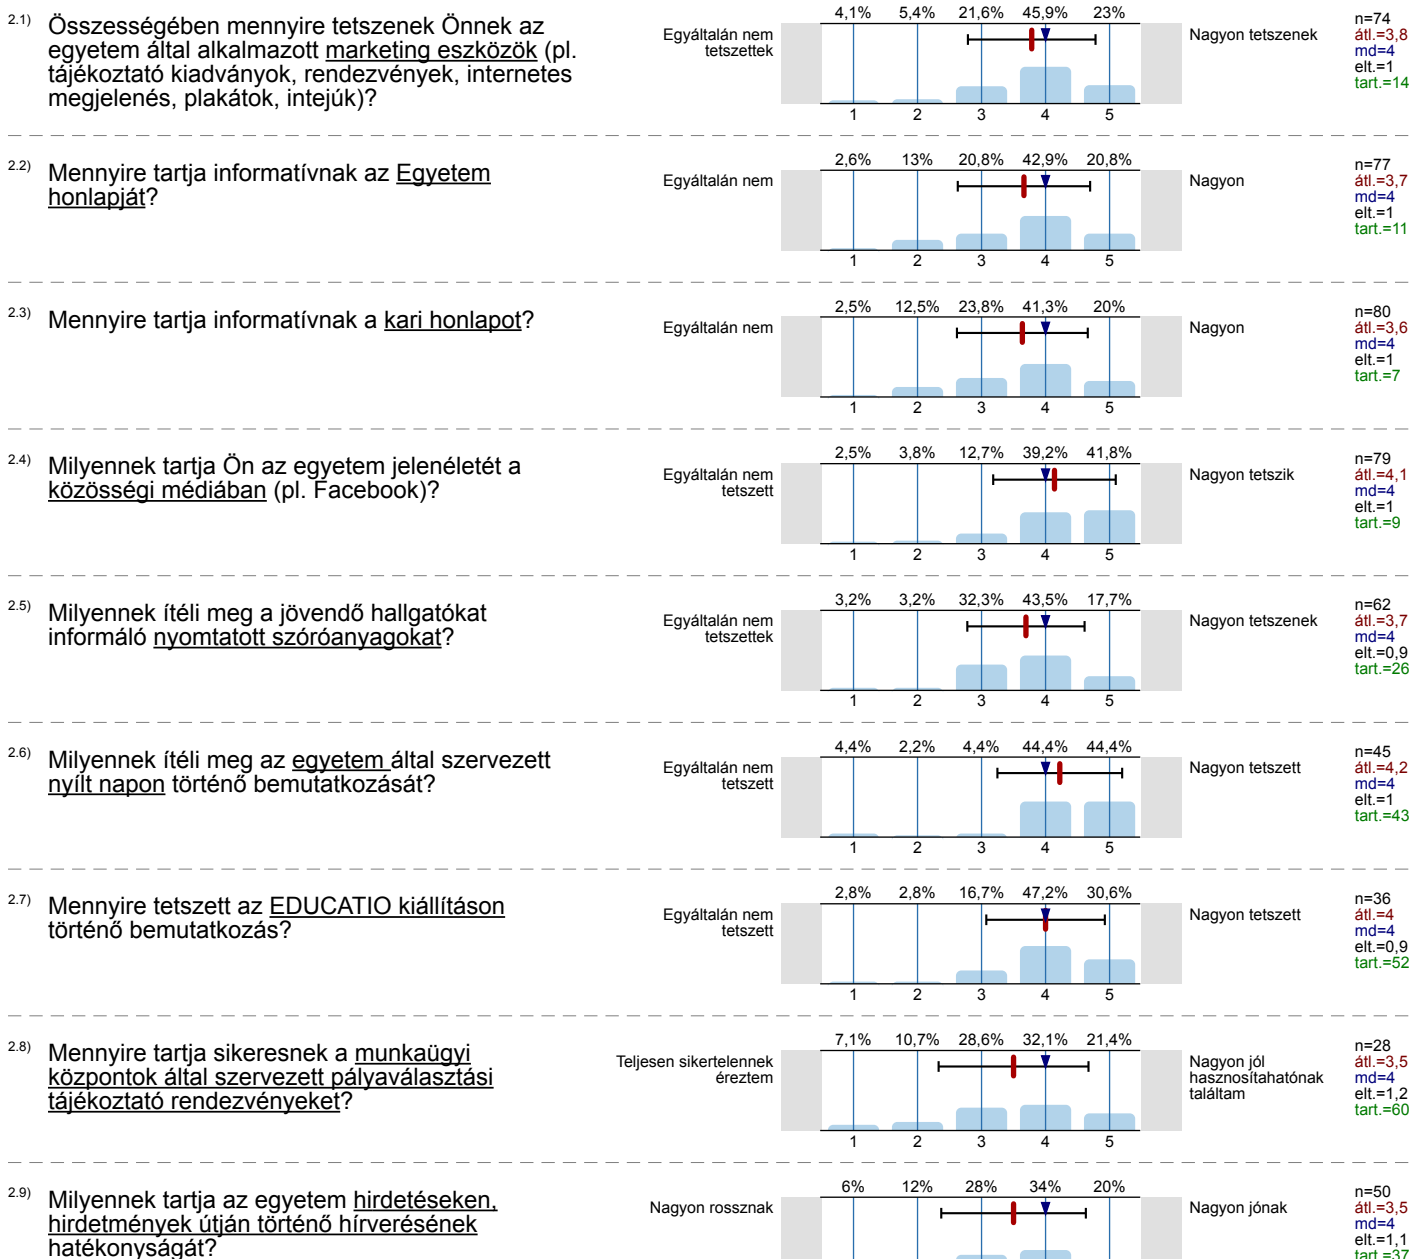 2.1) Összességében mennyire tetszenek Önnek az
egyetem által alkalmazott marketing eszközök (pl.
tájékoztató kiadványok, rendezvények, internetes
megjelenés, plakátok, intejúk)?
Egyáltalán nem
tetszettek
4,1% 5,4% 21,6% 45,9% 23%
1 2 3 4 5
Nagyon tetszenek
n=74
átl.=3,8
md=4
elt.=1
tart.=14
2.2) Mennyire tartja informatívnak az Egyetem
honlapját?
Egyáltalán nem
2,6% 13% 20,8% 42,9% 20,8%
1 2 3 4 5
Nagyon
n=77
átl.=3,7
md=4
elt.=1
tart.=11
2.3) Mennyire tartja informatívnak a kari honlapot?
Egyáltalán nem
2,5% 12,5% 23,8% 41,3% 20%
1 2 3 4 5
Nagyon
n=80
átl.=3,6
md=4
elt.=1
tart.=7
2.4) Milyennek tartja Ön az egyetem jelenéletét a
közösségi médiában (pl. Facebook)?
Egyáltalán nem
tetszett
2,5% 3,8% 12,7% 39,2% 41,8%
1 2 3 4 5
Nagyon tetszik
n=79
átl.=4,1
md=4
elt.=1
tart.=9
2.5) Milyennek ítéli meg a jövendő hallgatókat
informáló nyomtatott szóróanyagokat?
Egyáltalán nem
tetszettek
3,2% 3,2% 32,3% 43,5% 17,7%
1 2 3 4 5
Nagyon tetszenek
n=62
átl.=3,7
md=4
elt.=0,9
tart.=26
2.6) Milyennek ítéli meg az egyetem által szervezett
nyílt napon történő bemutatkozását?
Egyáltalán nem
tetszett
4,4% 2,2% 4,4% 44,4% 44,4%
1 2 3 4 5
Nagyon tetszett
n=45
átl.=4,2
md=4
elt.=1
tart.=43
2.7) Mennyire tetszett az EDUCATIO kiállításon
történő bemutatkozás?
Egyáltalán nem
tetszett
2,8% 2,8% 16,7% 47,2% 30,6%
1 2 3 4 5
Nagyon tetszett
n=36
átl.=4
md=4
elt.=0,9
tart.=52
2.8) Mennyire tartja sikeresnek a munkaügyi
központok által szervezett pályaválasztási
tájékoztató rendezvényeket?
Teljesen sikertelennek
éreztem
7,1% 10,7% 28,6% 32,1% 21,4%
1 2 3 4 5
Nagyon jól
hasznosítahatónak
találtam
n=28
átl.=3,5
md=4
elt.=1,2
tart.=60
2.9) Milyennek tartja az egyetem hirdetéseken,
hirdetmények útján történő hírverésének
hatékonyságát?
Nagyon rossznak
6% 12% 28% 34% 20%
Nagyon jónak
n=50
átl.=3,5
md=4
elt.=1,1
tart.=37